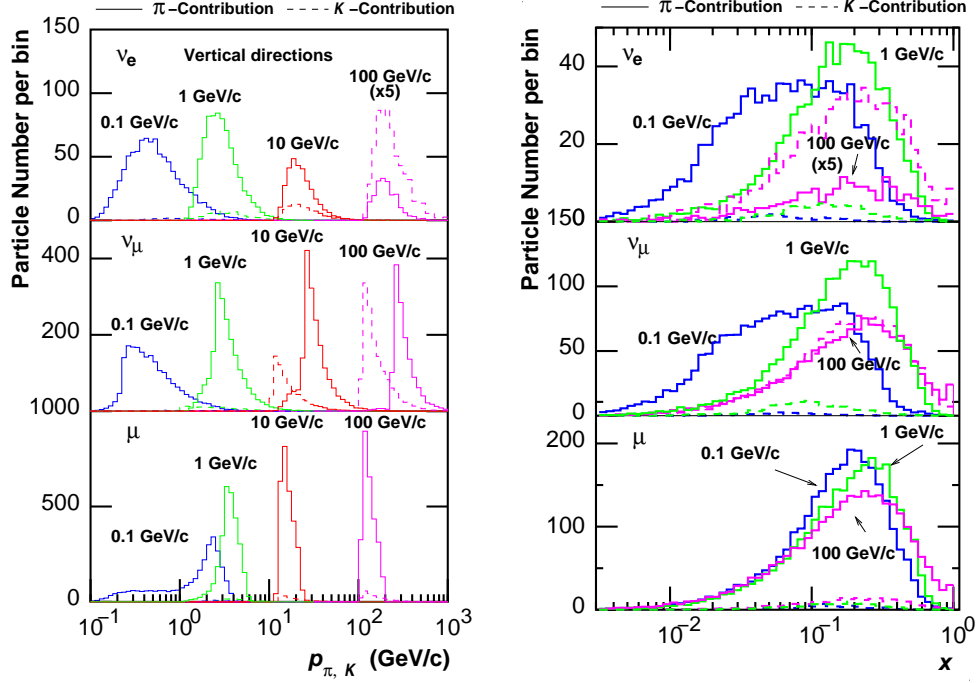 π -Contribution K -Contribution
150
100
50
0
Particle Number per bin
νe
Vertical directions
0.1 GeV/c
1 GeV/c
10 GeV/c
100 GeV/c
(x5)
400
200
1000
νμ
0.1 GeV/c
1 GeV/c
10 GeV/c
100 GeV/c
500
0
μ
0.1 GeV/c
1 GeV/c
10 GeV/c
100 GeV/c
10⁻¹ 10⁰ 10¹ 10² 10³
pπ, K (GeV/c)
π -Contribution K -Contribution
40
20
150
Particle Number per bin
νe
0.1 GeV/c
1 GeV/c
100 GeV/c
(x5)
100
50
0
νμ
0.1 GeV/c
1 GeV/c
100 GeV/c
200
100
0
μ
0.1 GeV/c
1 GeV/c
100 GeV/c
10⁻² 10⁻¹ 10⁰
x